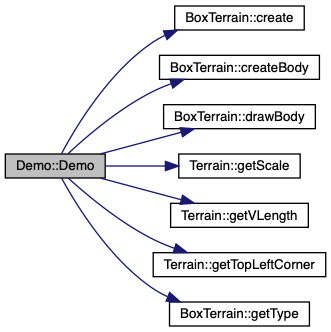 BoxTerrain::create
BoxTerrain::createBody
BoxTerrain::drawBody
Demo::Demo
Terrain::getScale
Terrain::getVLength
Terrain::getTopLeftCorner
BoxTerrain::getType